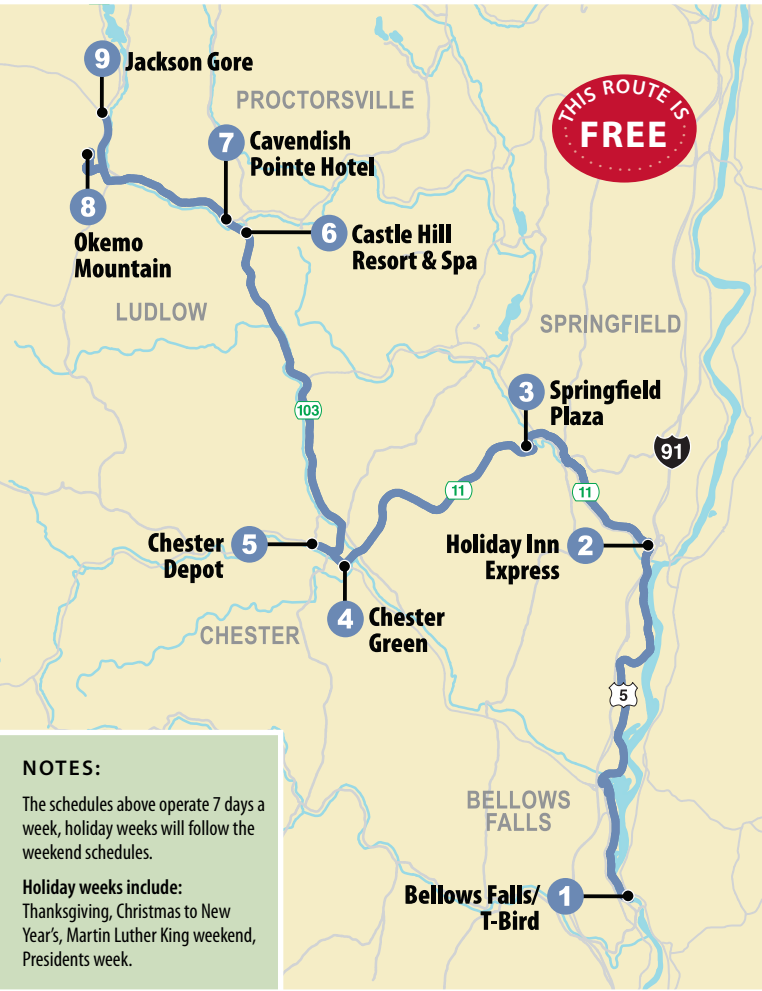 9 Jackson Gore
PROCTORSVILLE
THIS ROUTE IS
FREE
7 Cavendish
Pointe Hotel
8
Okemo
Mountain
6 Castle Hill
Resort & Spa
LUDLOW
SPRINGFIELD
3 Springfield
Plaza
103
91
11
11
Chester 5
Depot
Holiday Inn 2
Express
4 Chester
Green
CHESTER
5
NOTES:
The schedules above operate 7 days a
week, holiday weeks will follow the
weekend schedules.
Holiday weeks include:
Thanksgiving, Christmas to New
Year's, Martin Luther King weekend,
Presidents week.
BELLOWS
FALLS
Bellows Falls/ 1
T-Bird